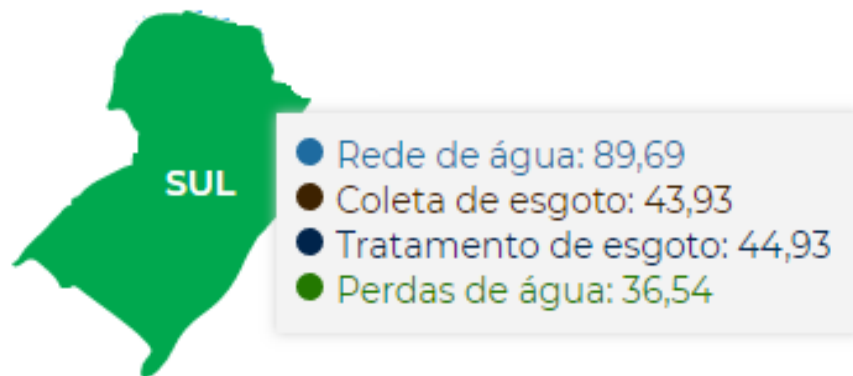 SUL
Rede de água: 89,69
Coleta de esgoto: 43,93
Tratamento de esgoto: 44,93
Perdas de água: 36,54